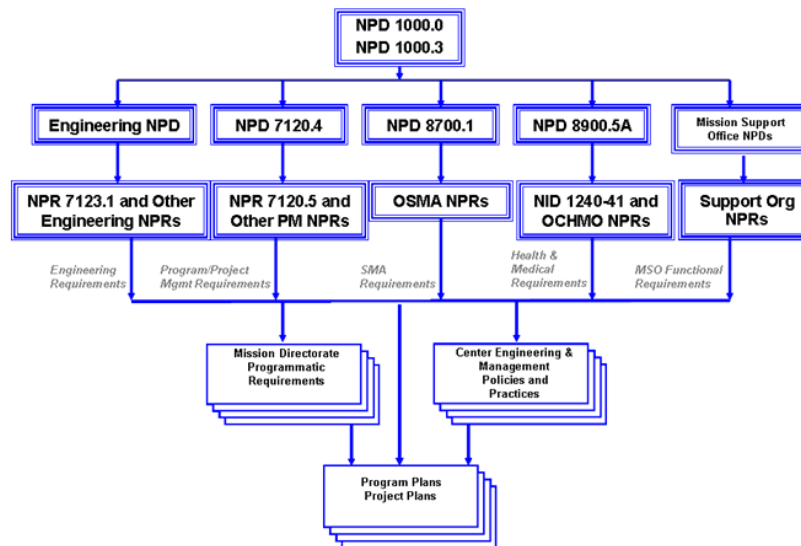 NPD 1000.0
NPD 1000.3
Engineering NPD
NPD 7120.4
NPD 8700.1
NPD 8900.5A
Mission Support
Office NPDs
NPR 7123.1 and Other
Engineering NPRs
NPR 7120.5 and
Other PM NPRs
OSMA NPRs
NID 1240-41 and
OCHMO NPRs
Support Org
NPRs
Engineering
Requirements
Program/Project
Mgmt Requirements
SMA
Requirements
Health &
Medical
Requirements
MSO Functional
Requirements
Mission Directorate
Programmatic
Requirements
Center Engineering &
Management
Policies and
Practices
Program Plans
Project Plans